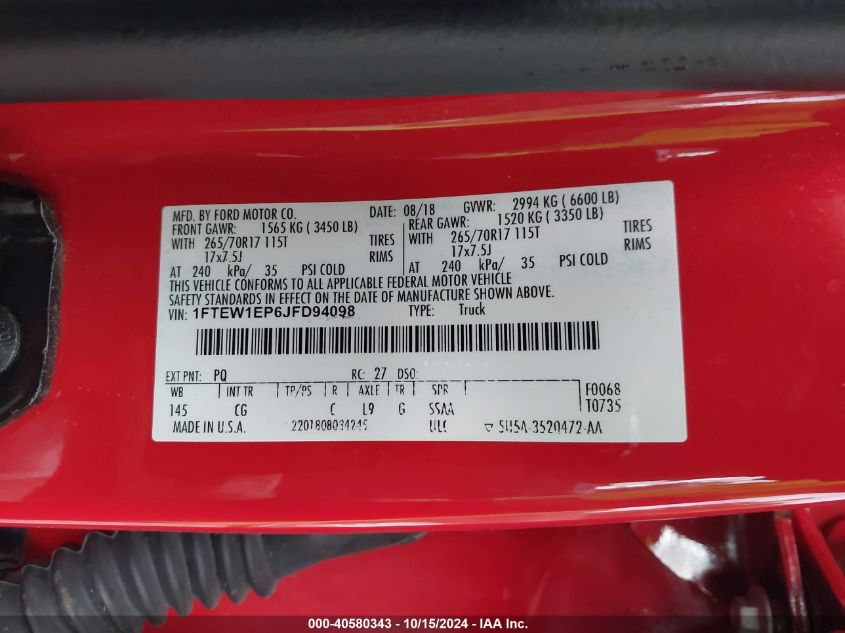 MFD. BY FORD MOTOR CO. DATE: 08/18 GVWR: 2994 KG ( 6600 LB)
FRONT GAWR: 1565 KG ( 3450 LB) REAR GAWR: 1520 KG ( 3350 LB)
WITH 265/70R17 115T TIRES WITH 265/70R17 115T TIRES
17x7.5J RIMS 17x7.5J RIMS
AT 240 kPa/ 35 PSI COLD AT 240 kPa/ 35 PSI COLD
THIS VEHICLE CONFORMS TO ALL APPLICABLE FEDERAL MOTOR VEHICLE
SAFETY STANDARDS IN EFFECT ON THE DATE OF MANUFACTURE SHOWN ABOVE.
VIN: 1FTEW1EP6JFD94098 TYPE: Truck
EXT PNT: PQ RC: 27 DSO:
WB INT TR TP/PS R AXLE TR SPR F0068
145 CG C L9 G SSAA T0735
MADE IN U.S.A. 2201808034245 ULC
000-40580343 - 10/15/2024 - IAA Inc.